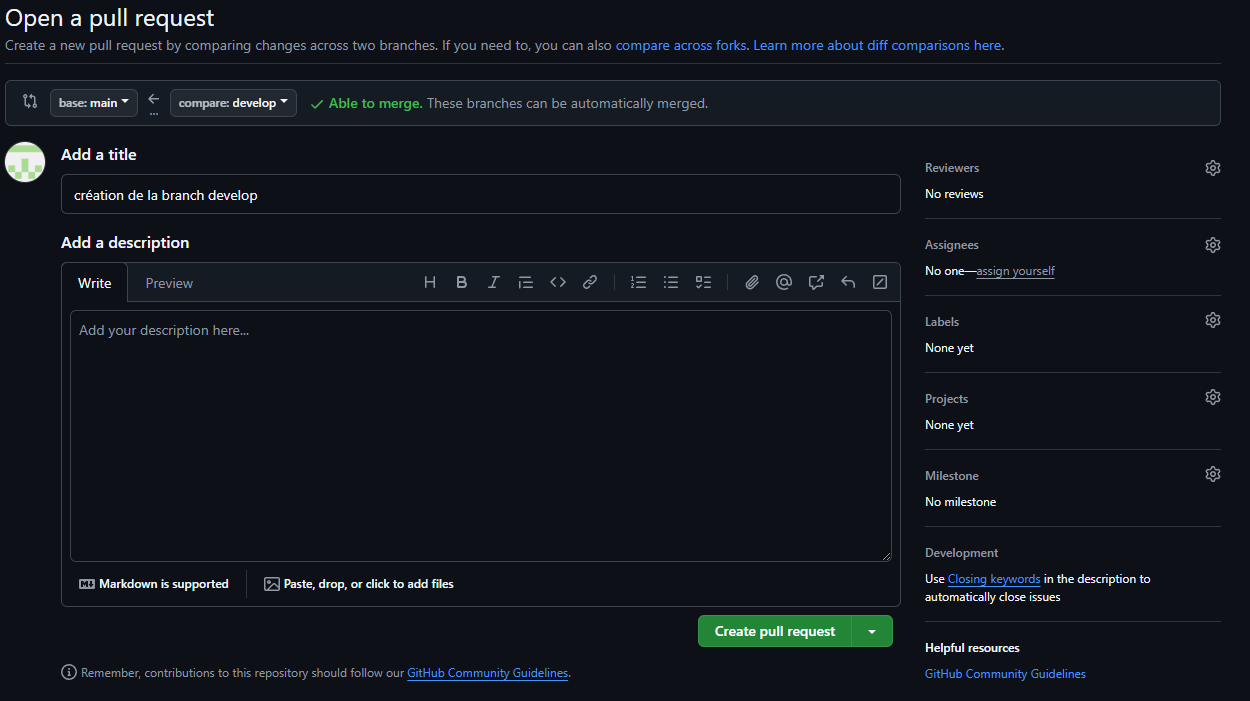 Open a pull request
Create a new pull request by comparing changes across two branches. If you need to, you can also compare across forks. Learn more about diff comparisons here.
base: main
compare: develop
Able to merge. These branches can be automatically merged.
Add a title
création de la branch develop
Add a description
Write
Preview
Add your description here...
Markdown is supported
Paste, drop, or click to add files
Create pull request
Remember, contributions to this repository should follow our GitHub Community Guidelines.
Reviewers
No reviews
Assignees
No one—assign yourself
Labels
None yet
Projects
None yet
Milestone
No milestone
Development
Use Closing keywords in the description to
automatically close issues
Helpful resources
GitHub Community Guidelines